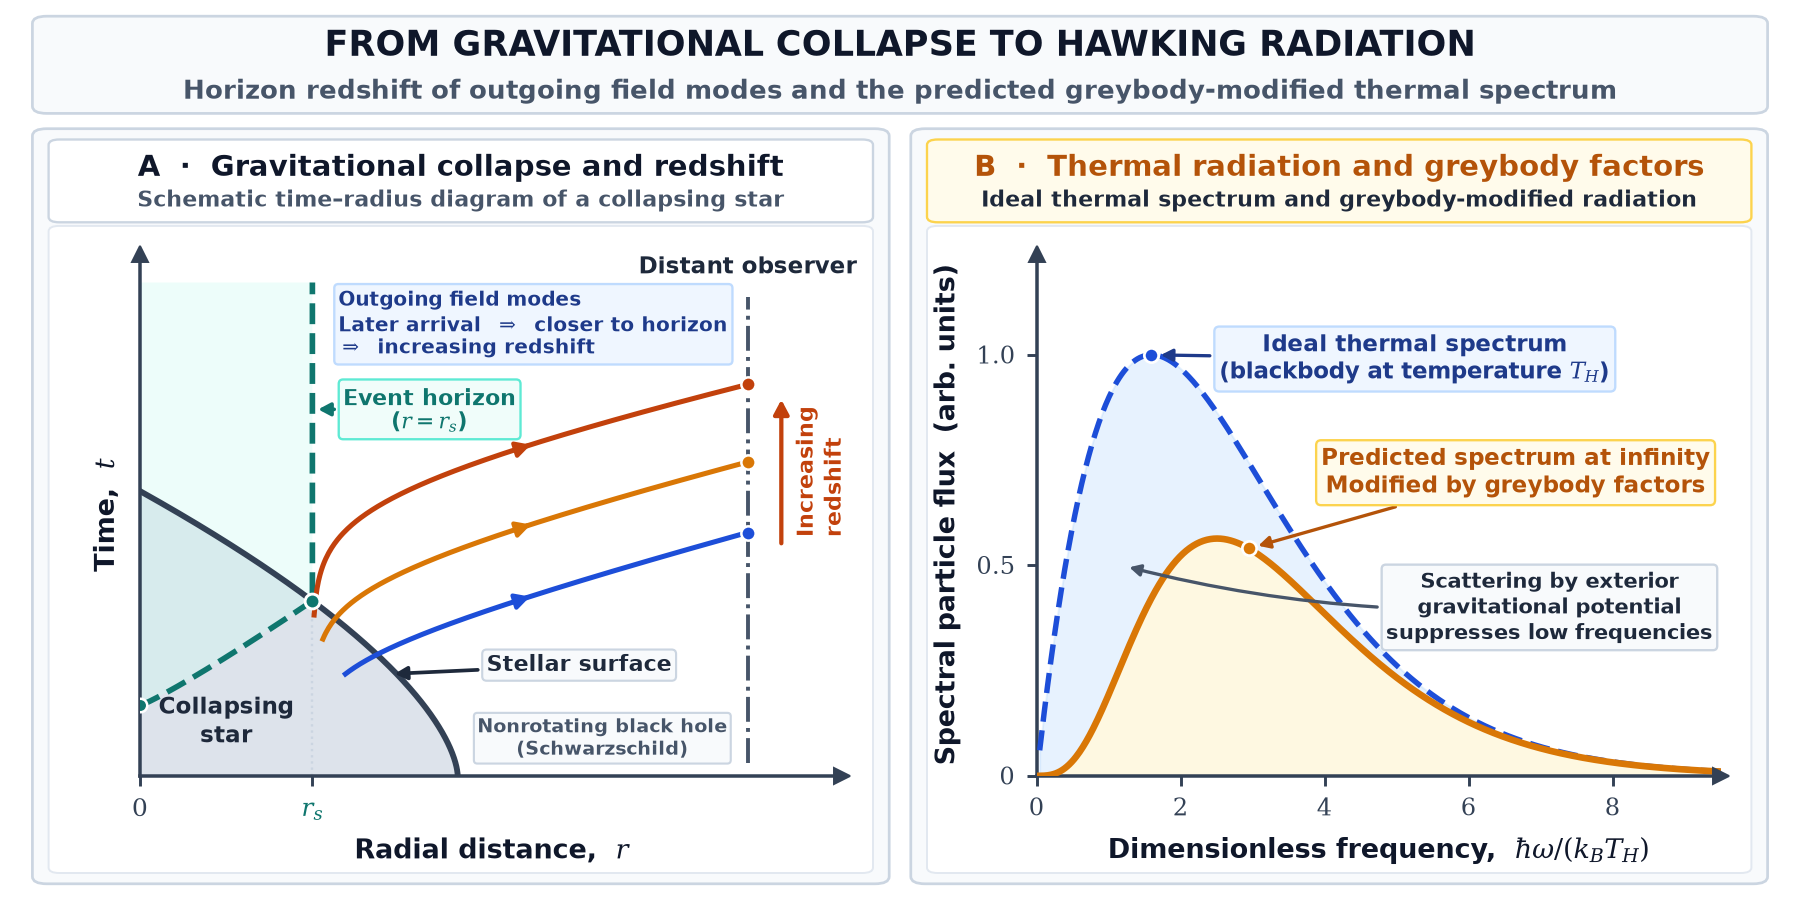 FROM GRAVITATIONAL COLLAPSE TO HAWKING RADIATION
Horizon redshift of outgoing field modes and the predicted greybody-modified thermal spectrum
A · Gravitational collapse and redshift
Schematic time–radius diagram of a collapsing star
Distant observer
Outgoing field modes
Later arrival ⇒ closer to horizon
⇒ increasing redshift
Event horizon
(r = r_s)
Increasing
redshift
Time, t
Stellar surface
Collapsing
star
Nonrotating black hole
(Schwarzschild)
0
r_s
Radial distance, r
B · Thermal radiation and greybody factors
Ideal thermal spectrum and greybody-modified radiation
Spectral particle flux (arb. units)
1.0
0.5
0
Ideal thermal spectrum
(blackbody at temperature T_H)
Predicted spectrum at infinity
Modified by greybody factors
Scattering by exterior
gravitational potential
suppresses low frequencies
0
2
4
6
8
Dimensionless frequency, ħω/(k_B T_H)